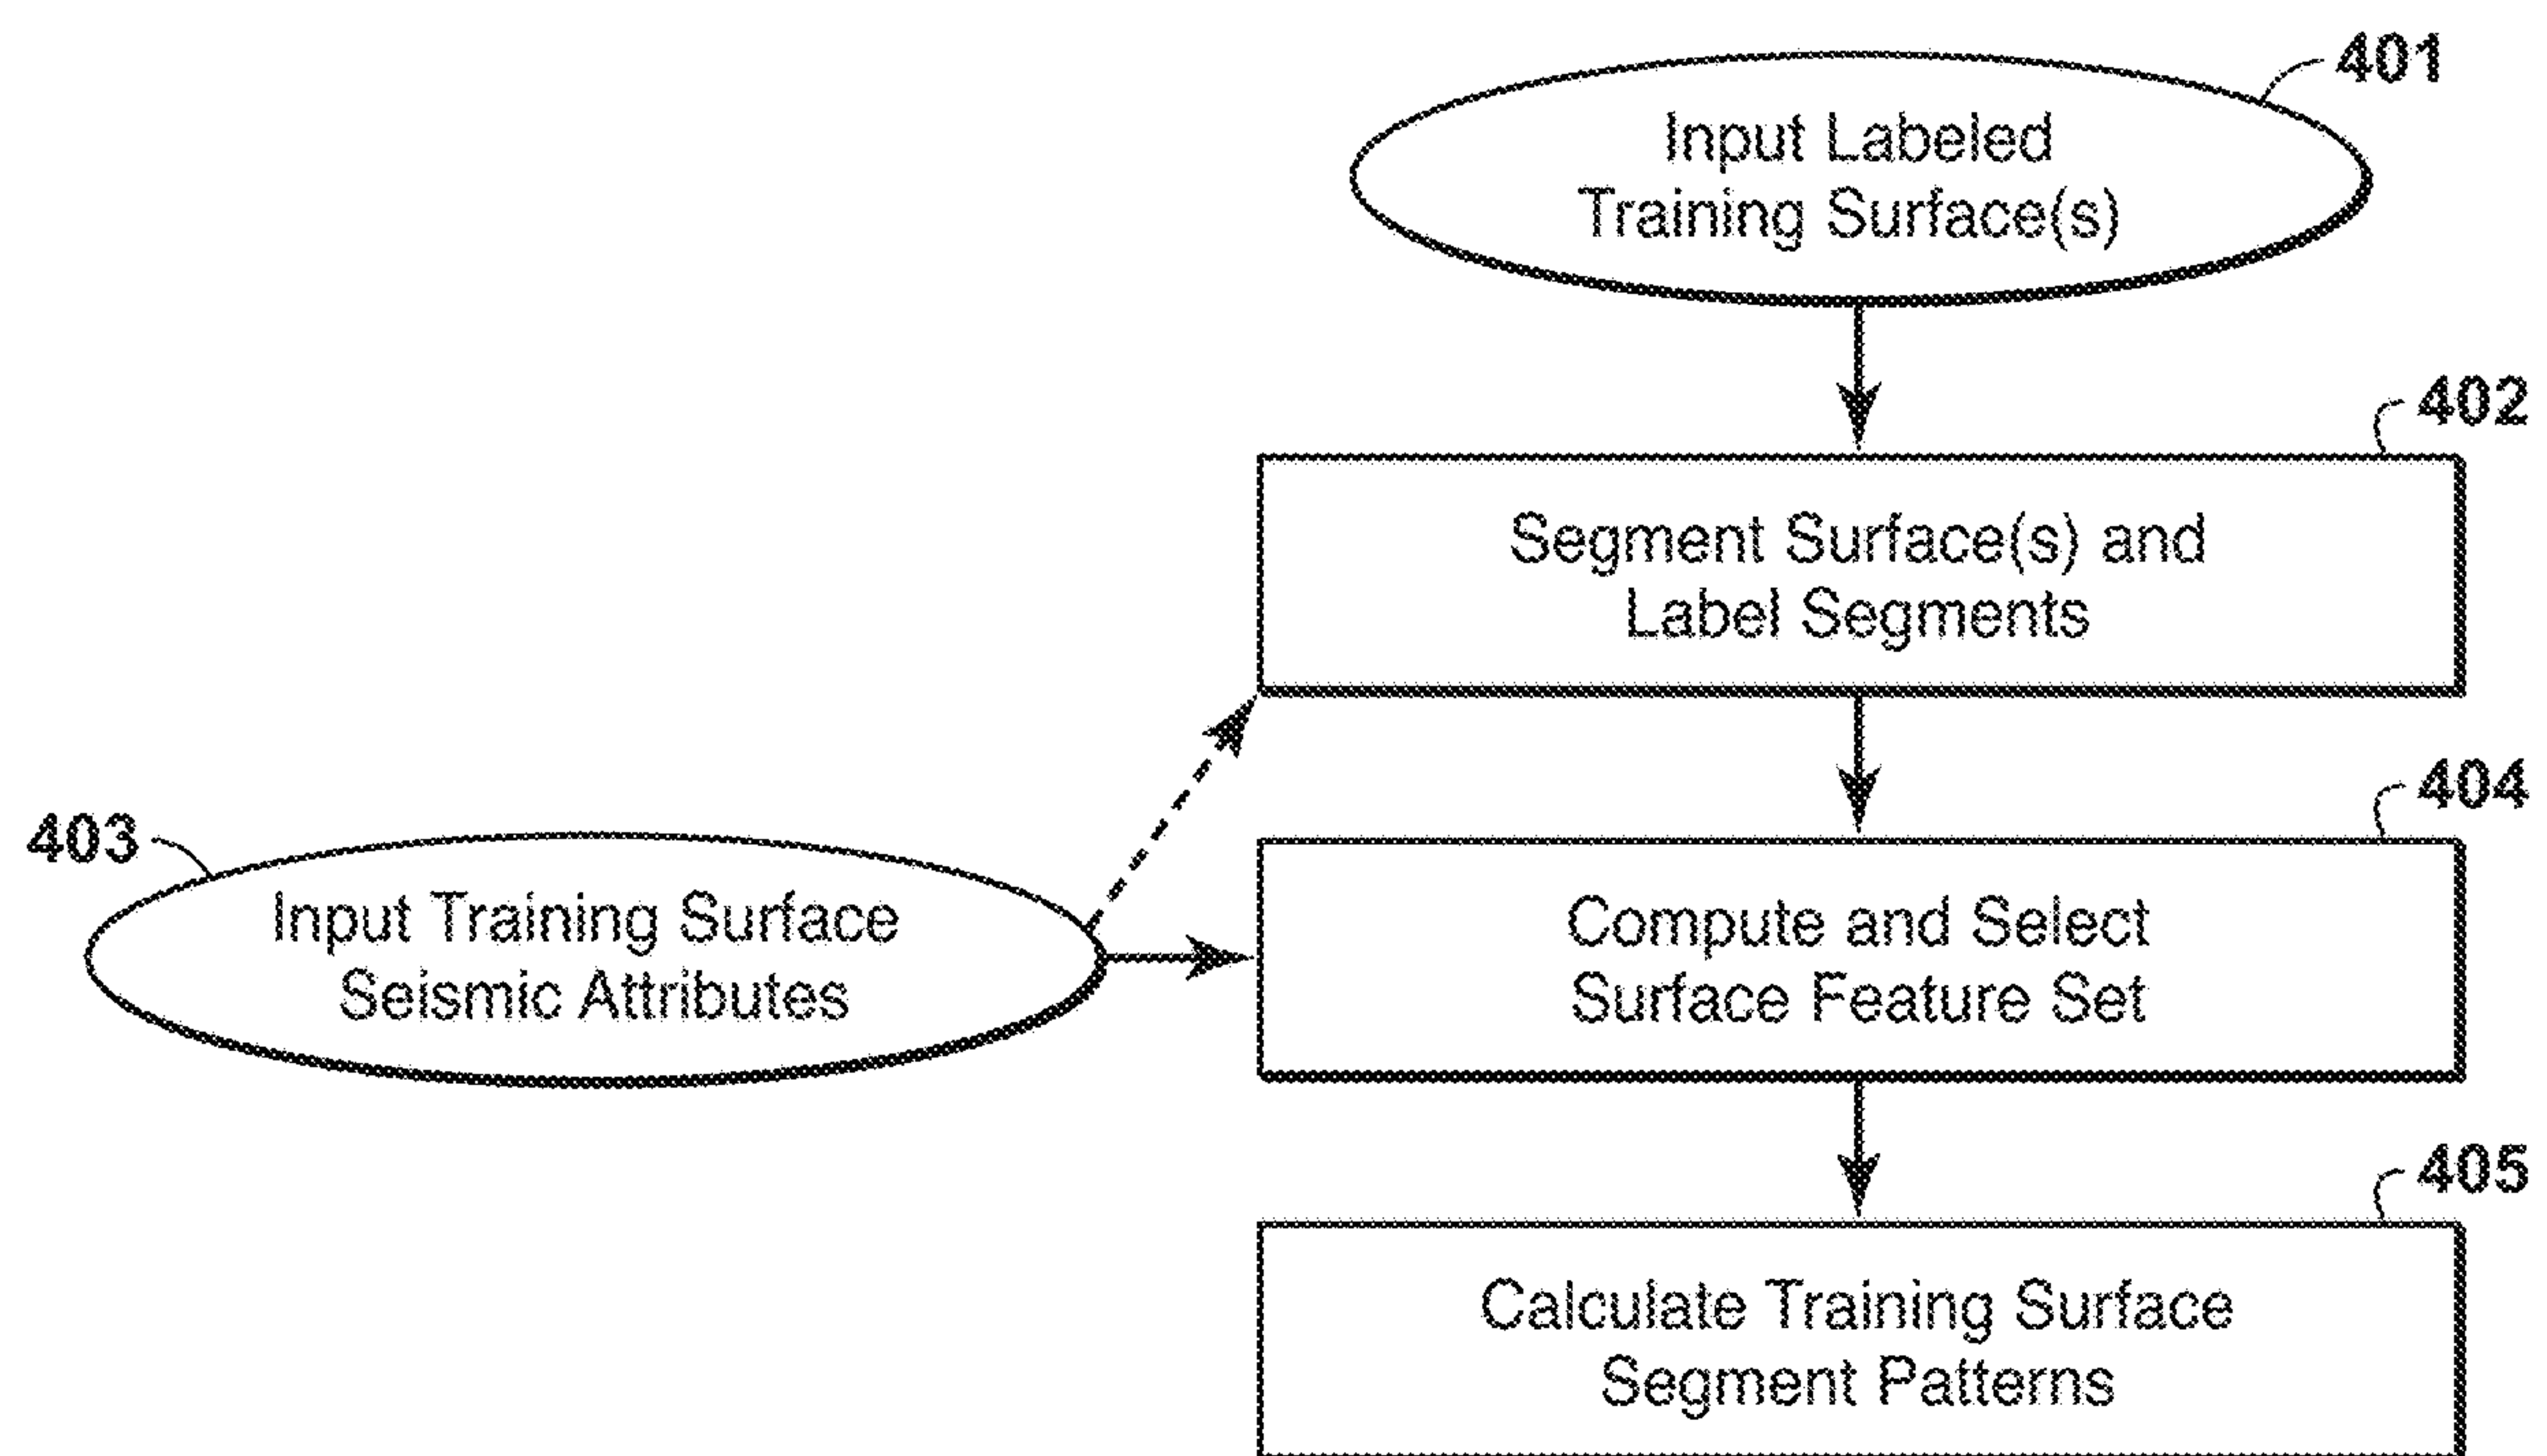 401
Input Labeled
Training Surface(s)
402
Segment Surface(s) and
Label Segments
403
Input Training Surface
Seismic Attributes
404
Compute and Select
Surface Feature Set
405
Calculate Training Surface
Segment Patterns